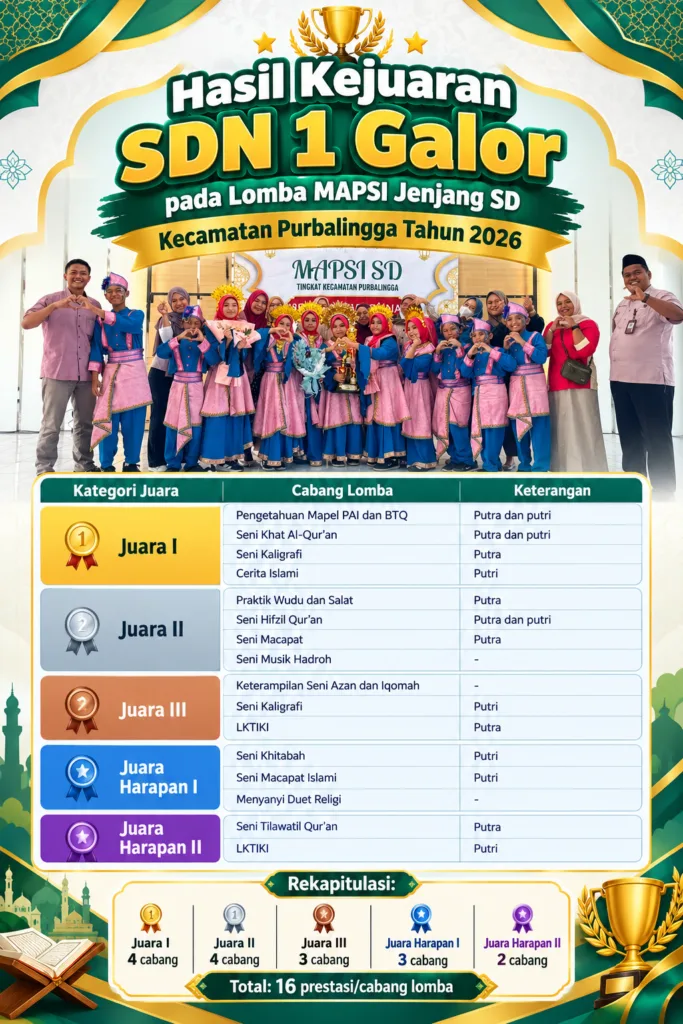 Hasil Kejuaran
SDN 1 Galor
pada Lomba MAPSI Jenjang SD
Kecamatan Purbalingga Tahun 2026
MAPSI SD
TINGKAT KECAMATAN PURBALINGGA
Kategori Juara Cabang Lomba Keterangan
1 Juara I
Pengetahuan Mapel PAI dan BTQ Putra dan putri
Seni Khat Al-Qur'an Putra dan putri
Seni Kaligrafi Putra
Cerita Islami Putri
2 Juara II
Praktik Wudu dan Salat Putra
Seni Hifzil Qur'an Putra dan putri
Seni Macapat Putra
Seni Musik Hadroh -
2 Juara III
Keterampilan Seni Azan dan Iqomah -
Seni Kaligrafi Putri
LKTIKI Putra
Juara
Harapan I
Seni Khitabah Putri
Seni Macapat Islami Putri
Menyanyi Duet Religi -
Juara
Harapan II
Seni Tilawatil Qur'an Putra
LKTIKI Putri
Rekapitulasi:
Juara I
4 cabang
Juara II
4 cabang
Juara III
3 cabang
Juara Harapan I
3 cabang
Juara Harapan II
2 cabang
Total: 16 prestasi/cabang lomba